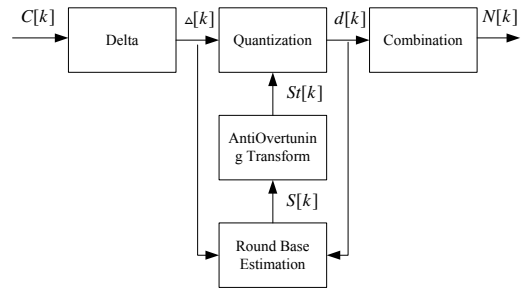 C[k]
Delta
△[k]
Quantization
d[k]
Combination
N[k]
St[k]
AntiOvertunin
g Transform
S[k]
Round Base
Estimation